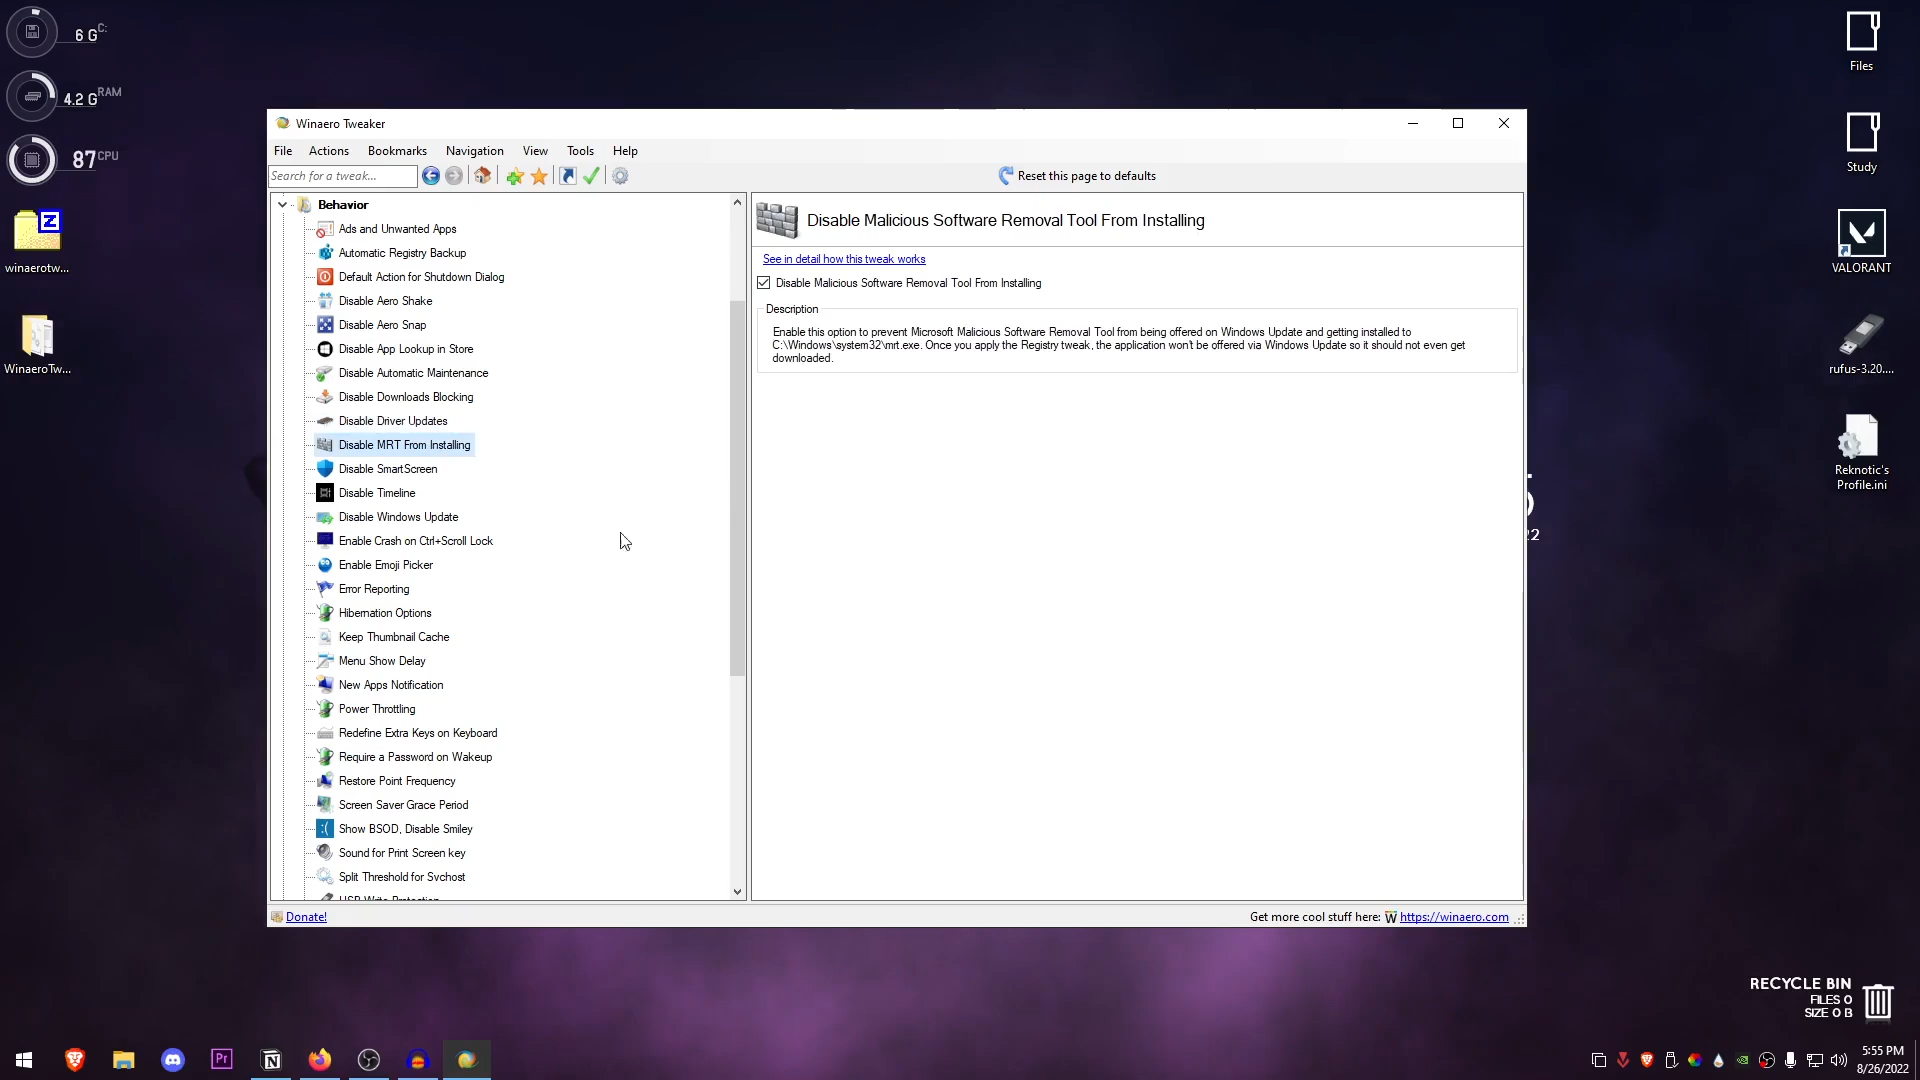 6 G C:
4.2 G RAM
87 CPU
winaerotw...
WinaeroTw...
Files
Study
VALORANT
rufus-3.20....
Reknotic's
Profile.ini
Winaero Tweaker
File Actions Bookmarks Navigation View Tools Help
Search for a tweak...
Reset this page to defaults
Behavior
Ads and Unwanted Apps
Automatic Registry Backup
Default Action for Shutdown Dialog
Disable Aero Shake
Disable Aero Snap
Disable App Lookup in Store
Disable Automatic Maintenance
Disable Downloads Blocking
Disable Driver Updates
Disable MRT From Installing
Disable SmartScreen
Disable Timeline
Disable Windows Update
Enable Crash on Ctrl+Scroll Lock
Enable Emoji Picker
Error Reporting
Hibernation Options
Keep Thumbnail Cache
Menu Show Delay
New Apps Notification
Power Throttling
Redefine Extra Keys on Keyboard
Require a Password on Wakeup
Restore Point Frequency
Screen Saver Grace Period
Show BSOD, Disable Smiley
Sound for Print Screen key
Split Threshold for Svchost
USB Write Protection
Disable Malicious Software Removal Tool From Installing
See in detail how this tweak works
Disable Malicious Software Removal Tool From Installing
Description
Enable this option to prevent Microsoft Malicious Software Removal Tool from being offered on Windows Update and getting installed to
C:\Windows\system32\mrt.exe. Once you apply the Registry tweak, the application won't be offered via Windows Update so it should not even get
downloaded.
Donate!
Get more cool stuff here: W https://winaero.com
22
RECYCLE BIN
FILES 0
SIZE 0 B
Pr
N
5:55 PM
8/26/2022